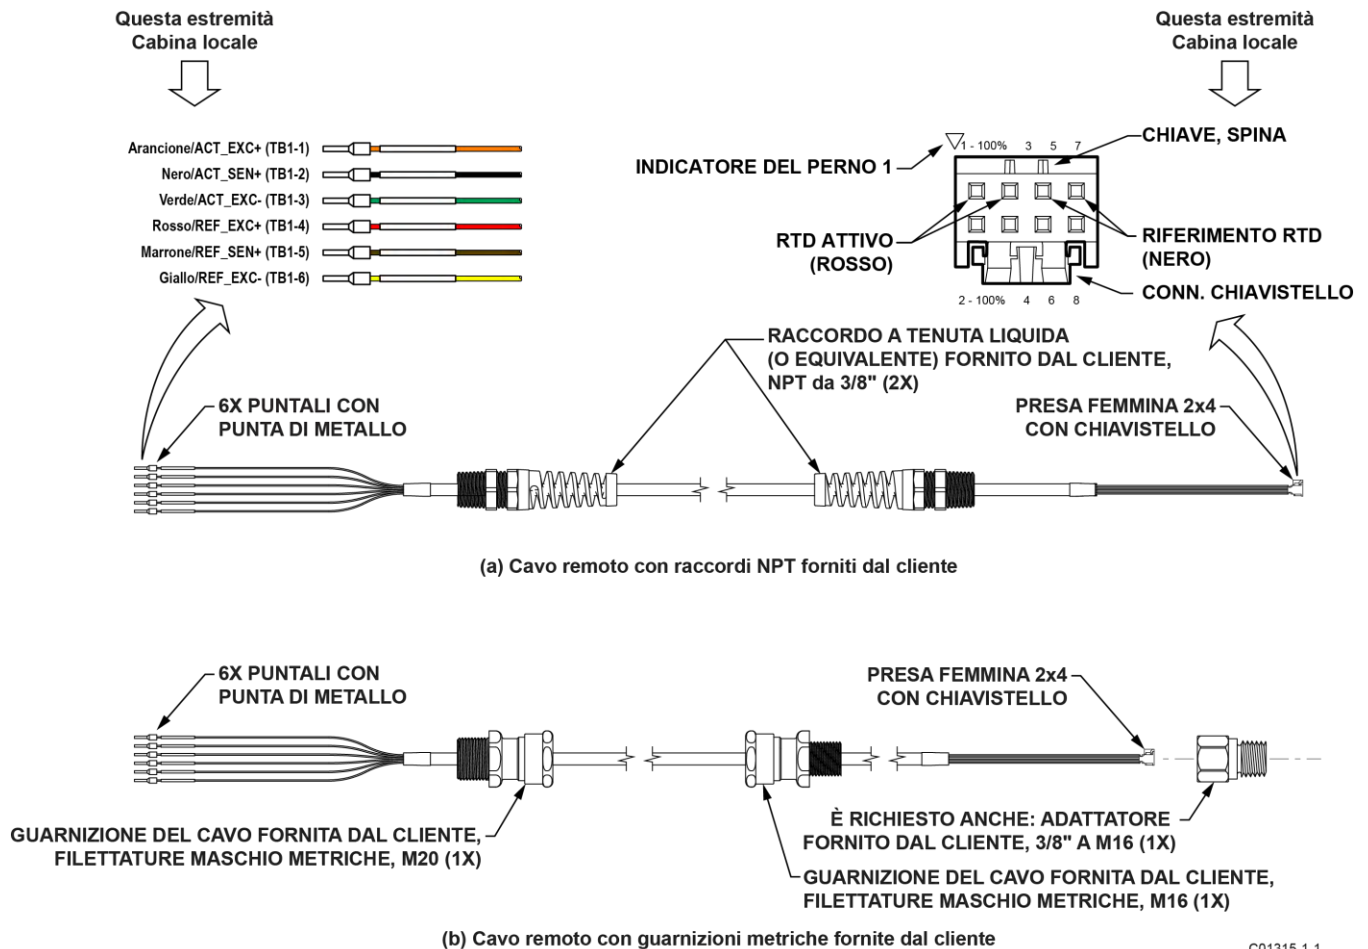 Questa estremità
Cabina locale
Questa estremità
Cabina locale
Arancione/ACT_EXC+ (TB1-1)
Nero/ACT_SEN+ (TB1-2)
Verde/ACT_EXC- (TB1-3)
Rosso/REF_EXC+ (TB1-4)
Marrone/REF_SEN+ (TB1-5)
Giallo/REF_EXC- (TB1-6)
1 - 100% 3 5 7
CHIAVE, SPINA
INDICATORE DEL PERNO 1
RTD ATTIVO
(ROSSO)
RIFERIMENTO RTD
(NERO)
CONN. CHIAVISTELLO
2 - 100% 4 6 8
RACCORDO A TENUTA LIQUIDA
(O EQUIVALENTE) FORNITO DAL CLIENTE,
NPT da 3/8" (2X)
6X PUNTALI CON
PUNTA DI METALLO
PRESA FEMMINA 2x4
CON CHIAVISTELLO
(a) Cavo remoto con raccordi NPT forniti dal cliente
6X PUNTALI CON
PUNTA DI METALLO
PRESA FEMMINA 2x4
CON CHIAVISTELLO
GUARNIZIONE DEL CAVO FORNITA DAL CLIENTE,
FILETTATURE MASCHIO METRICHE, M20 (1X)
È RICHIESTO ANCHE: ADATTATORE
FORNITO DAL CLIENTE, 3/8" A M16 (1X)
GUARNIZIONE DEL CAVO FORNITA DAL CLIENTE,
FILETTATURE MASCHIO METRICHE, M16 (1X)
(b) Cavo remoto con guarnizioni metriche fornite dal cliente
C01315-1-1